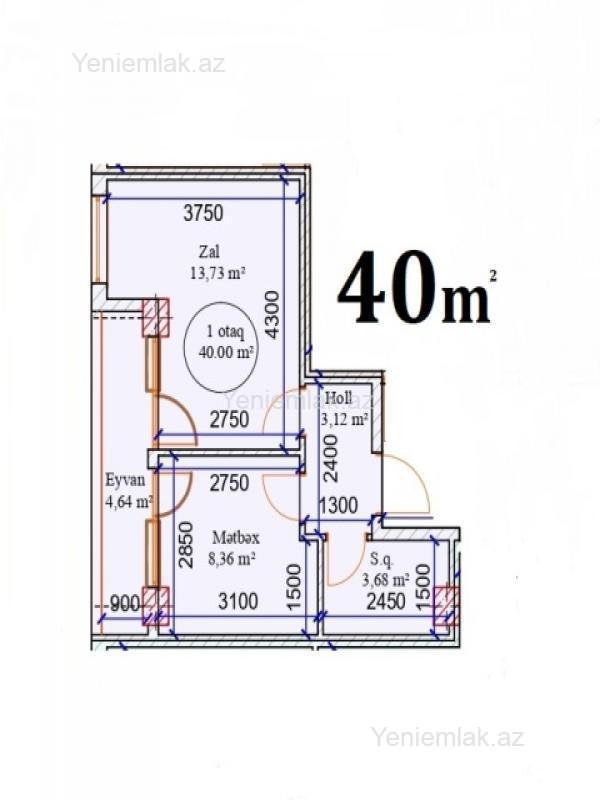 Yeniemlak.az
3750
Zal
13,73 m²
40m²
4300
1 otaq
40.00 m²
Yeniemlak.az
2750
Holl
3,12 m²
2400
Eyvan
4,64 m²
2750
1300
2850
Mətbəx
8,36 m²
S.q.
3,68 m²
1500
1500
900
3100
2450
Yeniemlak.az